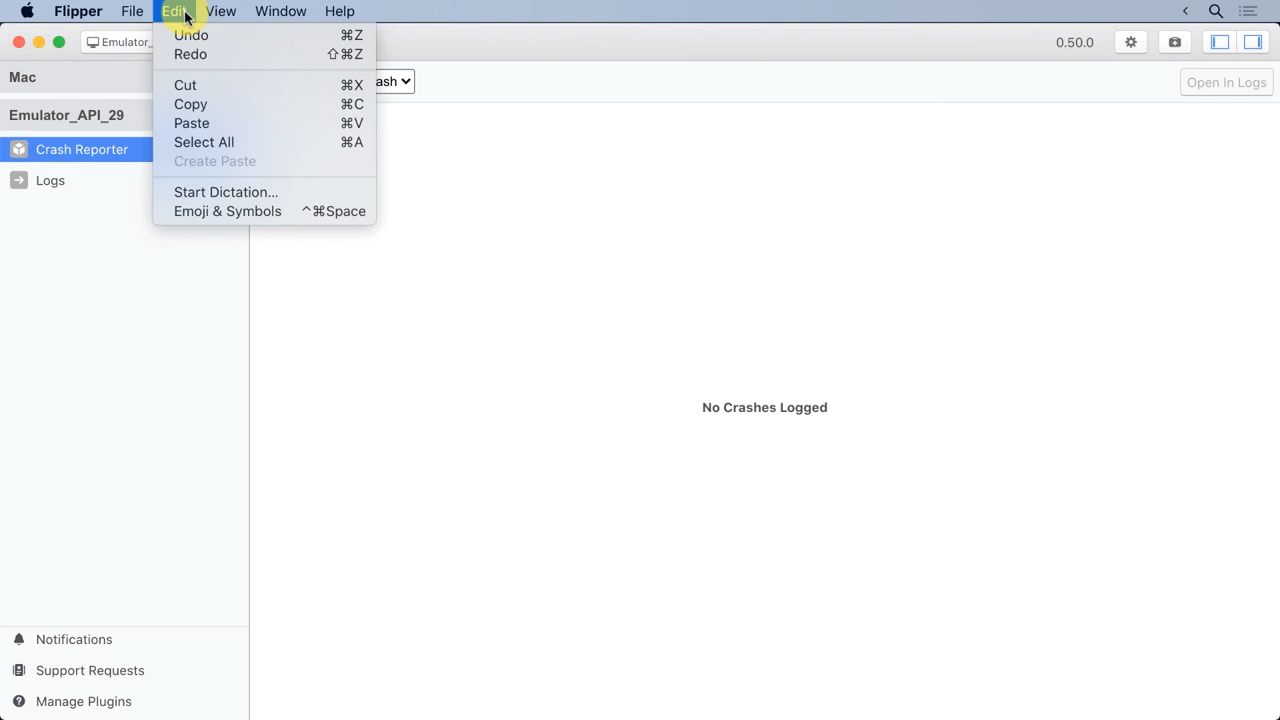 Flipper File Edit View Window Help
Emulator_
0.50.0
Undo ⌘Z
Redo ⇧⌘Z
Cut ⌘X
Copy ⌘C
Paste ⌘V
Select All ⌘A
Create Paste
Start Dictation...
Emoji & Symbols ^⌘Space
Mac
ash
Open In Logs
Emulator_API_29
Crash Reporter
Logs
No Crashes Logged
Notifications
Support Requests
Manage Plugins